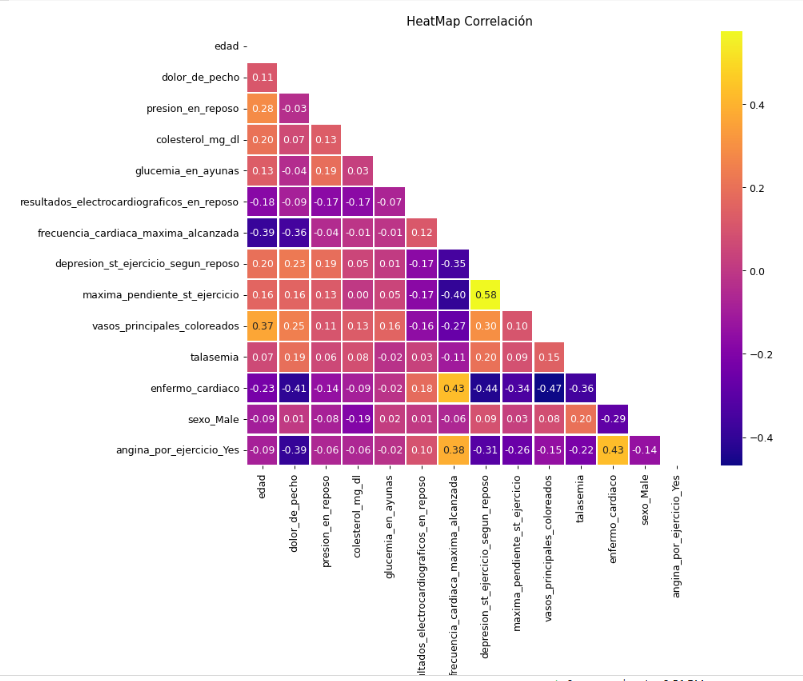 HeatMap Correlación
edad
dolor_de_pecho 0.11
presion_en_reposo 0.28 -0.03
colesterol_mg_dl 0.20 0.07 0.13
glucemia_en_ayunas 0.13 -0.04 0.19 0.03
resultados_electrocardiograficos_en_reposo -0.18 -0.09 -0.17 -0.17 -0.07
frecuencia_cardiaca_maxima_alcanzada -0.39 -0.36 -0.04 -0.01 -0.01 0.12
depresion_st_ejercicio_segun_reposo 0.20 0.23 0.19 0.05 0.01 -0.17 -0.35
maxima_pendiente_st_ejercicio 0.16 0.16 0.13 0.00 0.05 -0.17 -0.40 0.58
vasos_principales_coloreados 0.37 0.25 0.11 0.13 0.16 -0.16 -0.27 0.30 0.10
talasemia 0.07 0.19 0.06 0.08 -0.02 0.03 -0.11 0.20 0.09 0.15
enfermo_cardiaco -0.23 -0.41 -0.14 -0.09 -0.02 0.18 0.43 -0.44 -0.34 -0.47 -0.36
sexo_Male -0.09 0.01 -0.08 -0.19 0.02 0.01 -0.06 0.09 0.03 0.08 0.20 -0.29
angina_por_ejercicio_Yes -0.09 -0.39 -0.06 -0.06 -0.02 0.10 0.38 -0.31 -0.26 -0.15 -0.22 0.43 -0.14
edad
dolor_de_pecho
presion_en_reposo
colesterol_mg_dl
glucemia_en_ayunas
ultados_electrocardiograficos_en_reposo
frecuencia_cardiaca_maxima_alcanzada
depresion_st_ejercicio_segun_reposo
maxima_pendiente_st_ejercicio
vasos_principales_coloreados
talasemia
enfermo_cardiaco
sexo_Male
angina_por_ejercicio_Yes
0.4
0.2
0.0
−0.2
−0.4